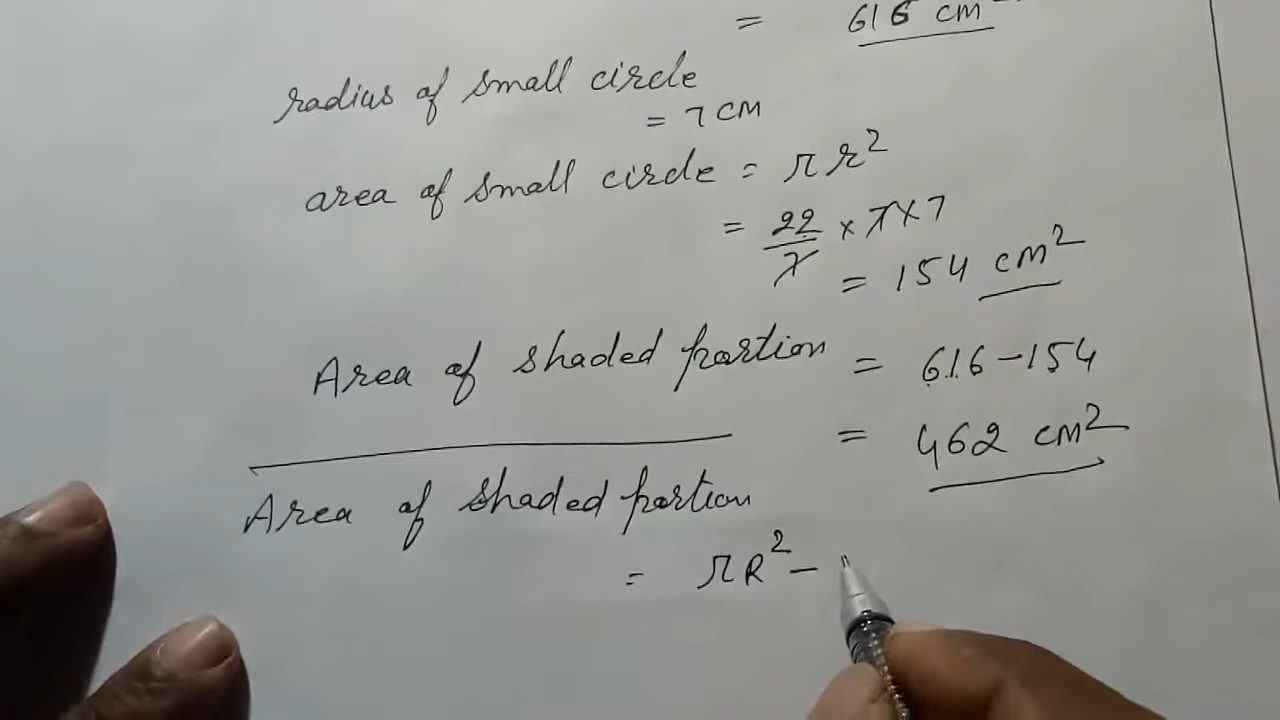 = 616 cm²
radius of small circle
= 7 cm
area of small circle = πr²
= 22/7 × 7 × 7
= 154 cm²
Area of shaded portion = 616 - 154
= 462 cm²
Area of shaded portion
= πR² -